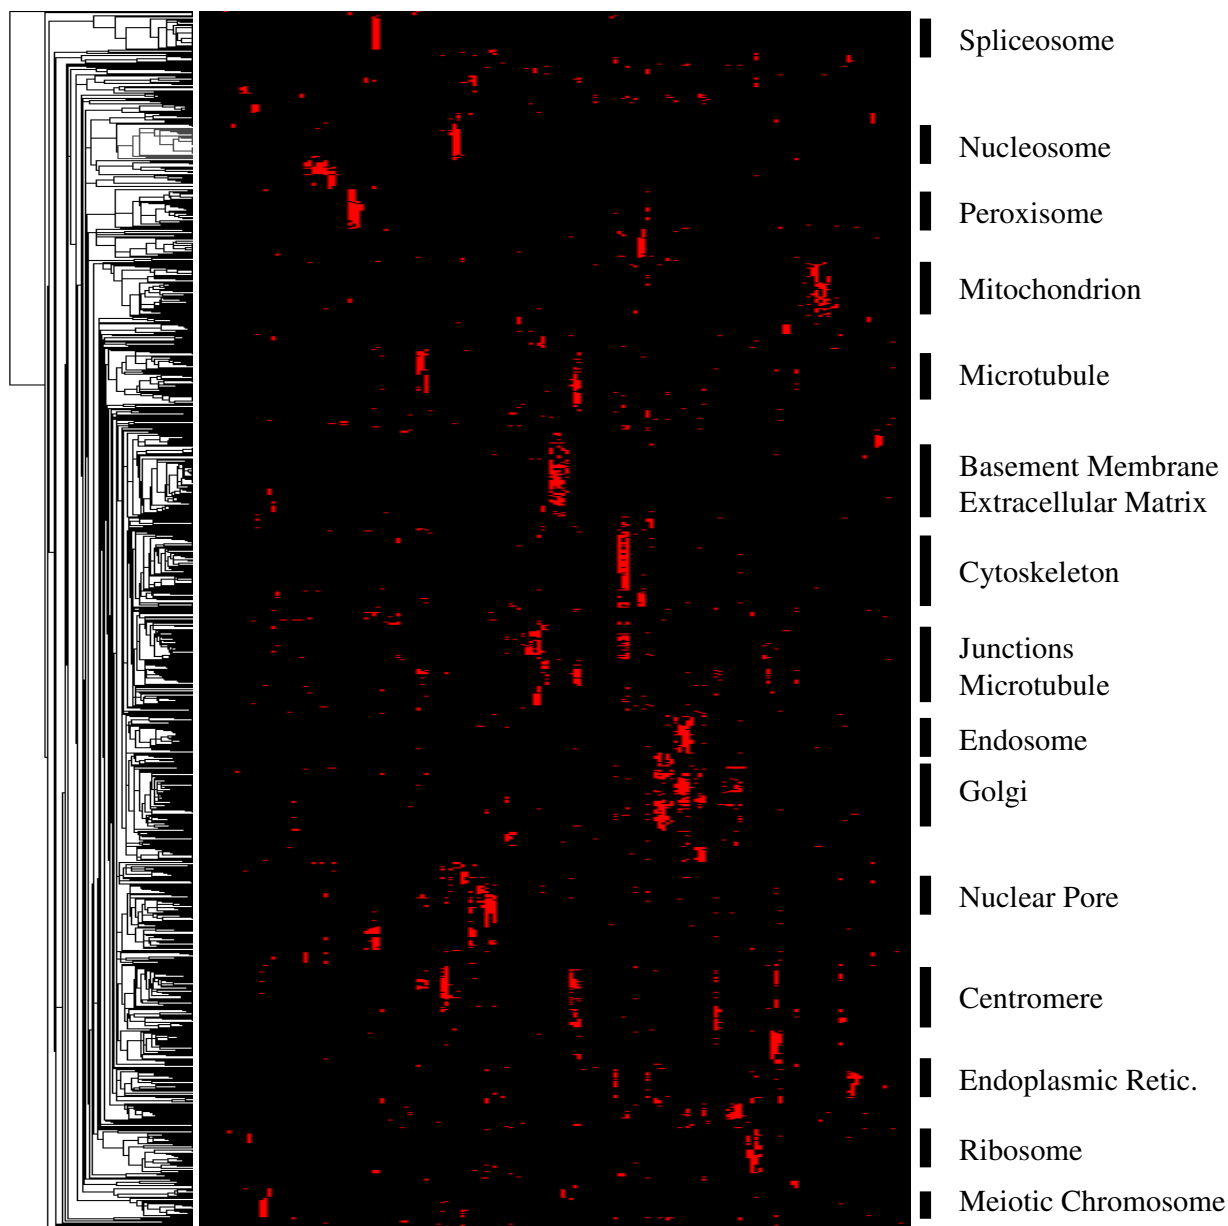 Spliceosome
Nucleosome
Peroxisome
Mitochondrion
Microtubule
Basement Membrane
Extracellular Matrix
Cytoskeleton
Junctions
Microtubule
Endosome
Golgi
Nuclear Pore
Centromere
Endoplasmic Retic.
Ribosome
Meiotic Chromosome